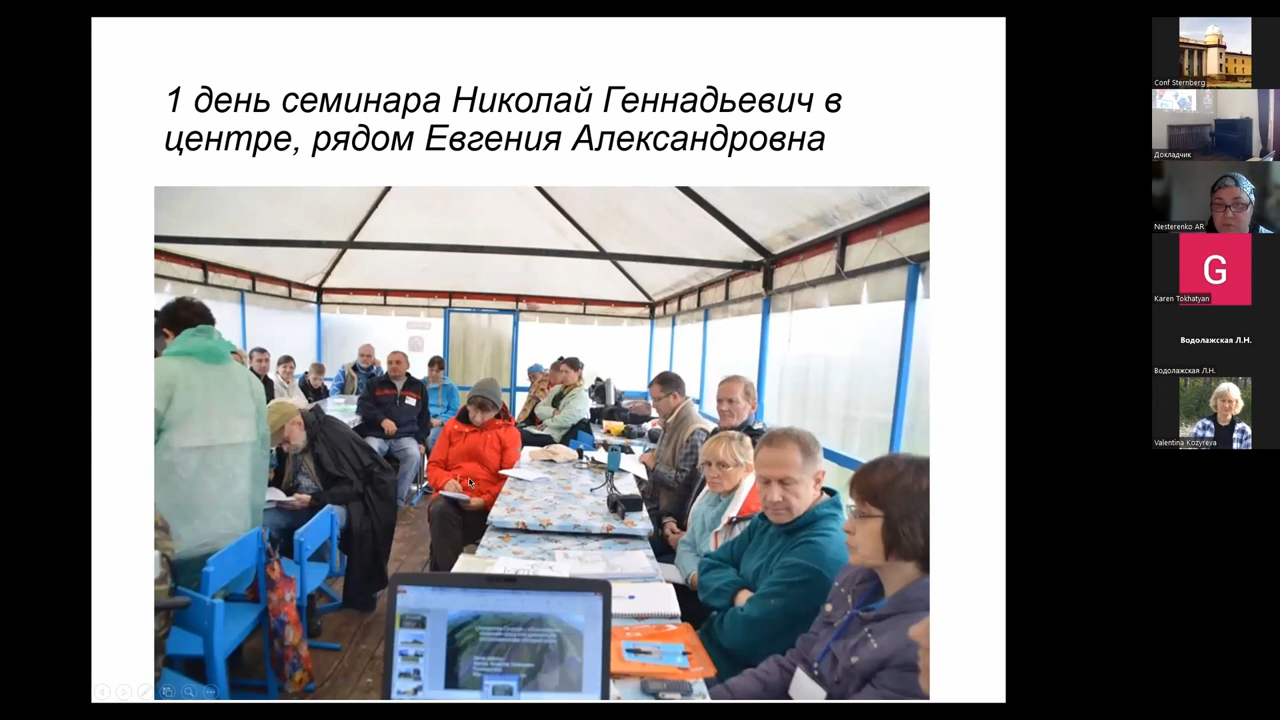 1 день семинара Николай Геннадьевич в
центре, рядом Евгения Александровна
Conf Sternberg
Докладчик
Nesterenko AR
G
Karen Tokhatyan
Водолажская Л.Н.
Водолажская Л.Н.
Valentina Kozyreva